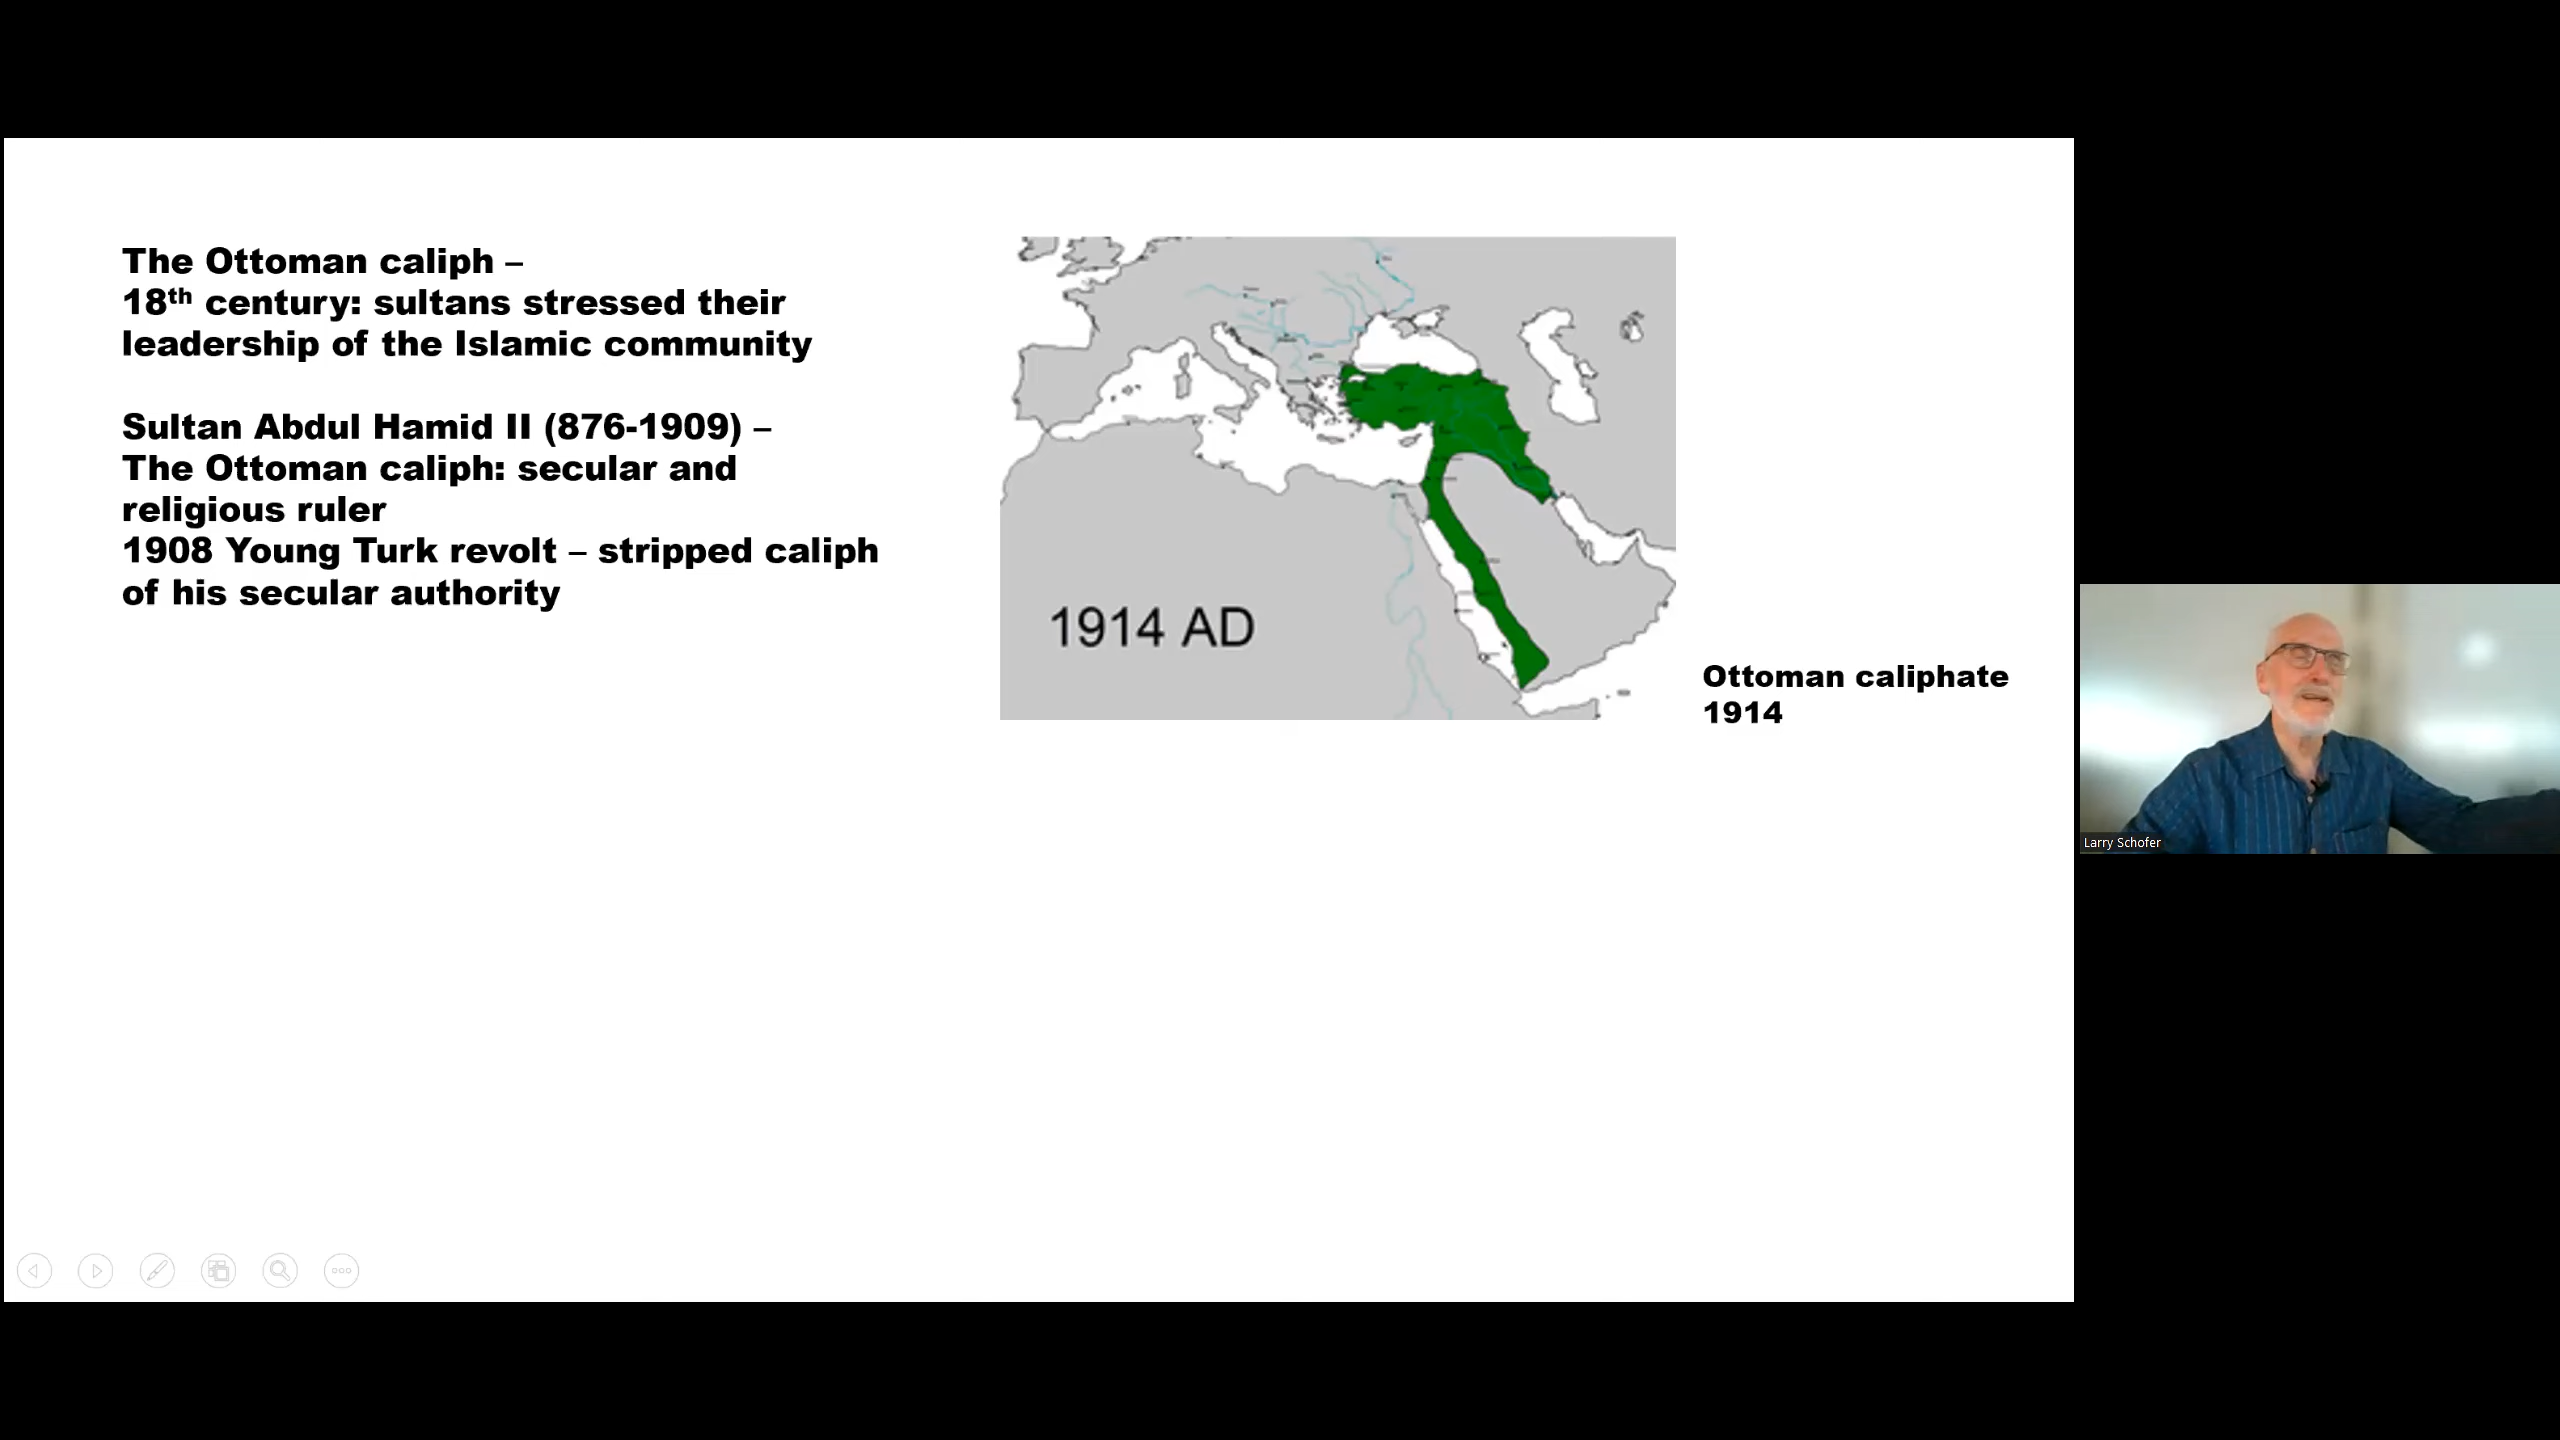 The Ottoman caliph –
18th century: sultans stressed their
leadership of the Islamic community
Sultan Abdul Hamid II (876-1909) –
The Ottoman caliph: secular and
religious ruler
1908 Young Turk revolt – stripped caliph
of his secular authority
1914 AD
Ottoman caliphate
1914
Larry Schofer